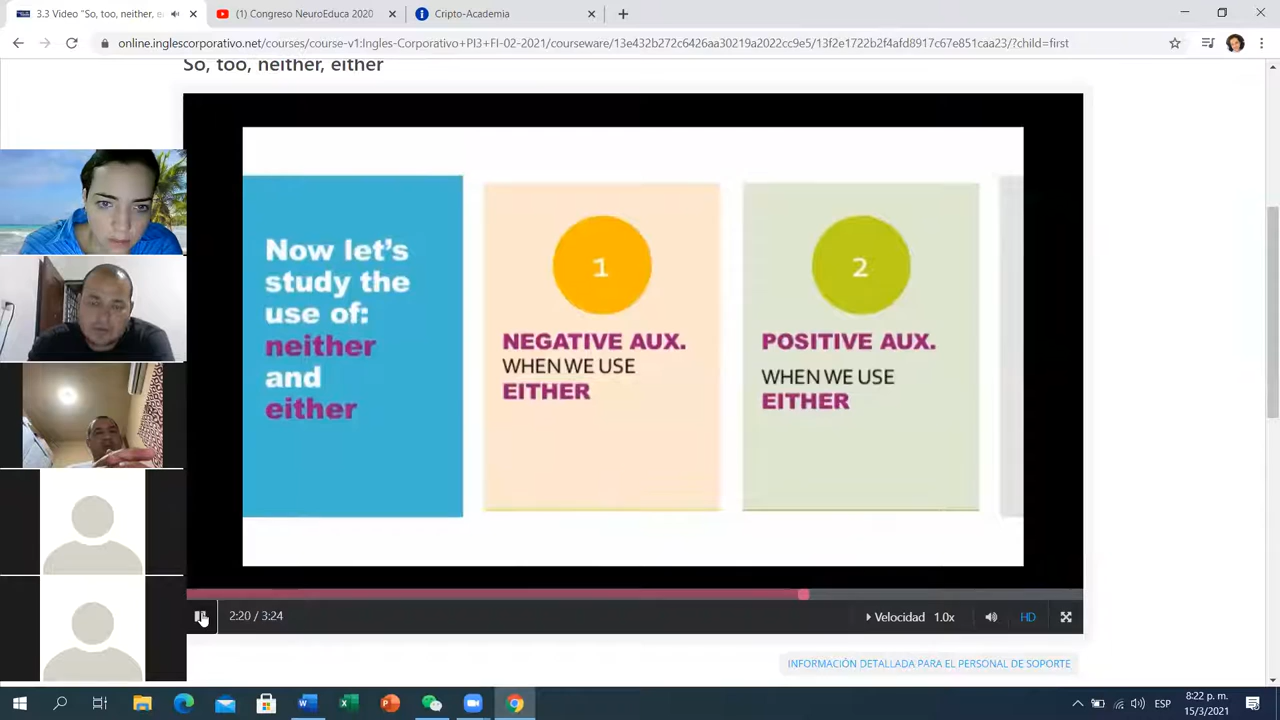 3.3 Video "So, too, neither, e
(1) Congreso NeuroEduca 2020
Cripto-Academia
online.inglescorporativo.net/courses/course-v1:Ingles-Corporativo+PI3+FI-02-2021/courseware/13e432b272c6426aa30219a2022cc9e5/13f2e1722b2f4afd8917c67e851caa23/?child=first
So, too, neither, either
Now let's
study the
use of:
neither
and
either
1
NEGATIVE AUX.
WHEN WE USE
EITHER
2
POSITIVE AUX.
WHEN WE USE
EITHER
2:20 / 3:24
Velocidad 1.0x
HD
INFORMACIÓN DETALLADA PARA EL PERSONAL DE SOPORTE
ESP
8:22 p. m.
15/3/2021